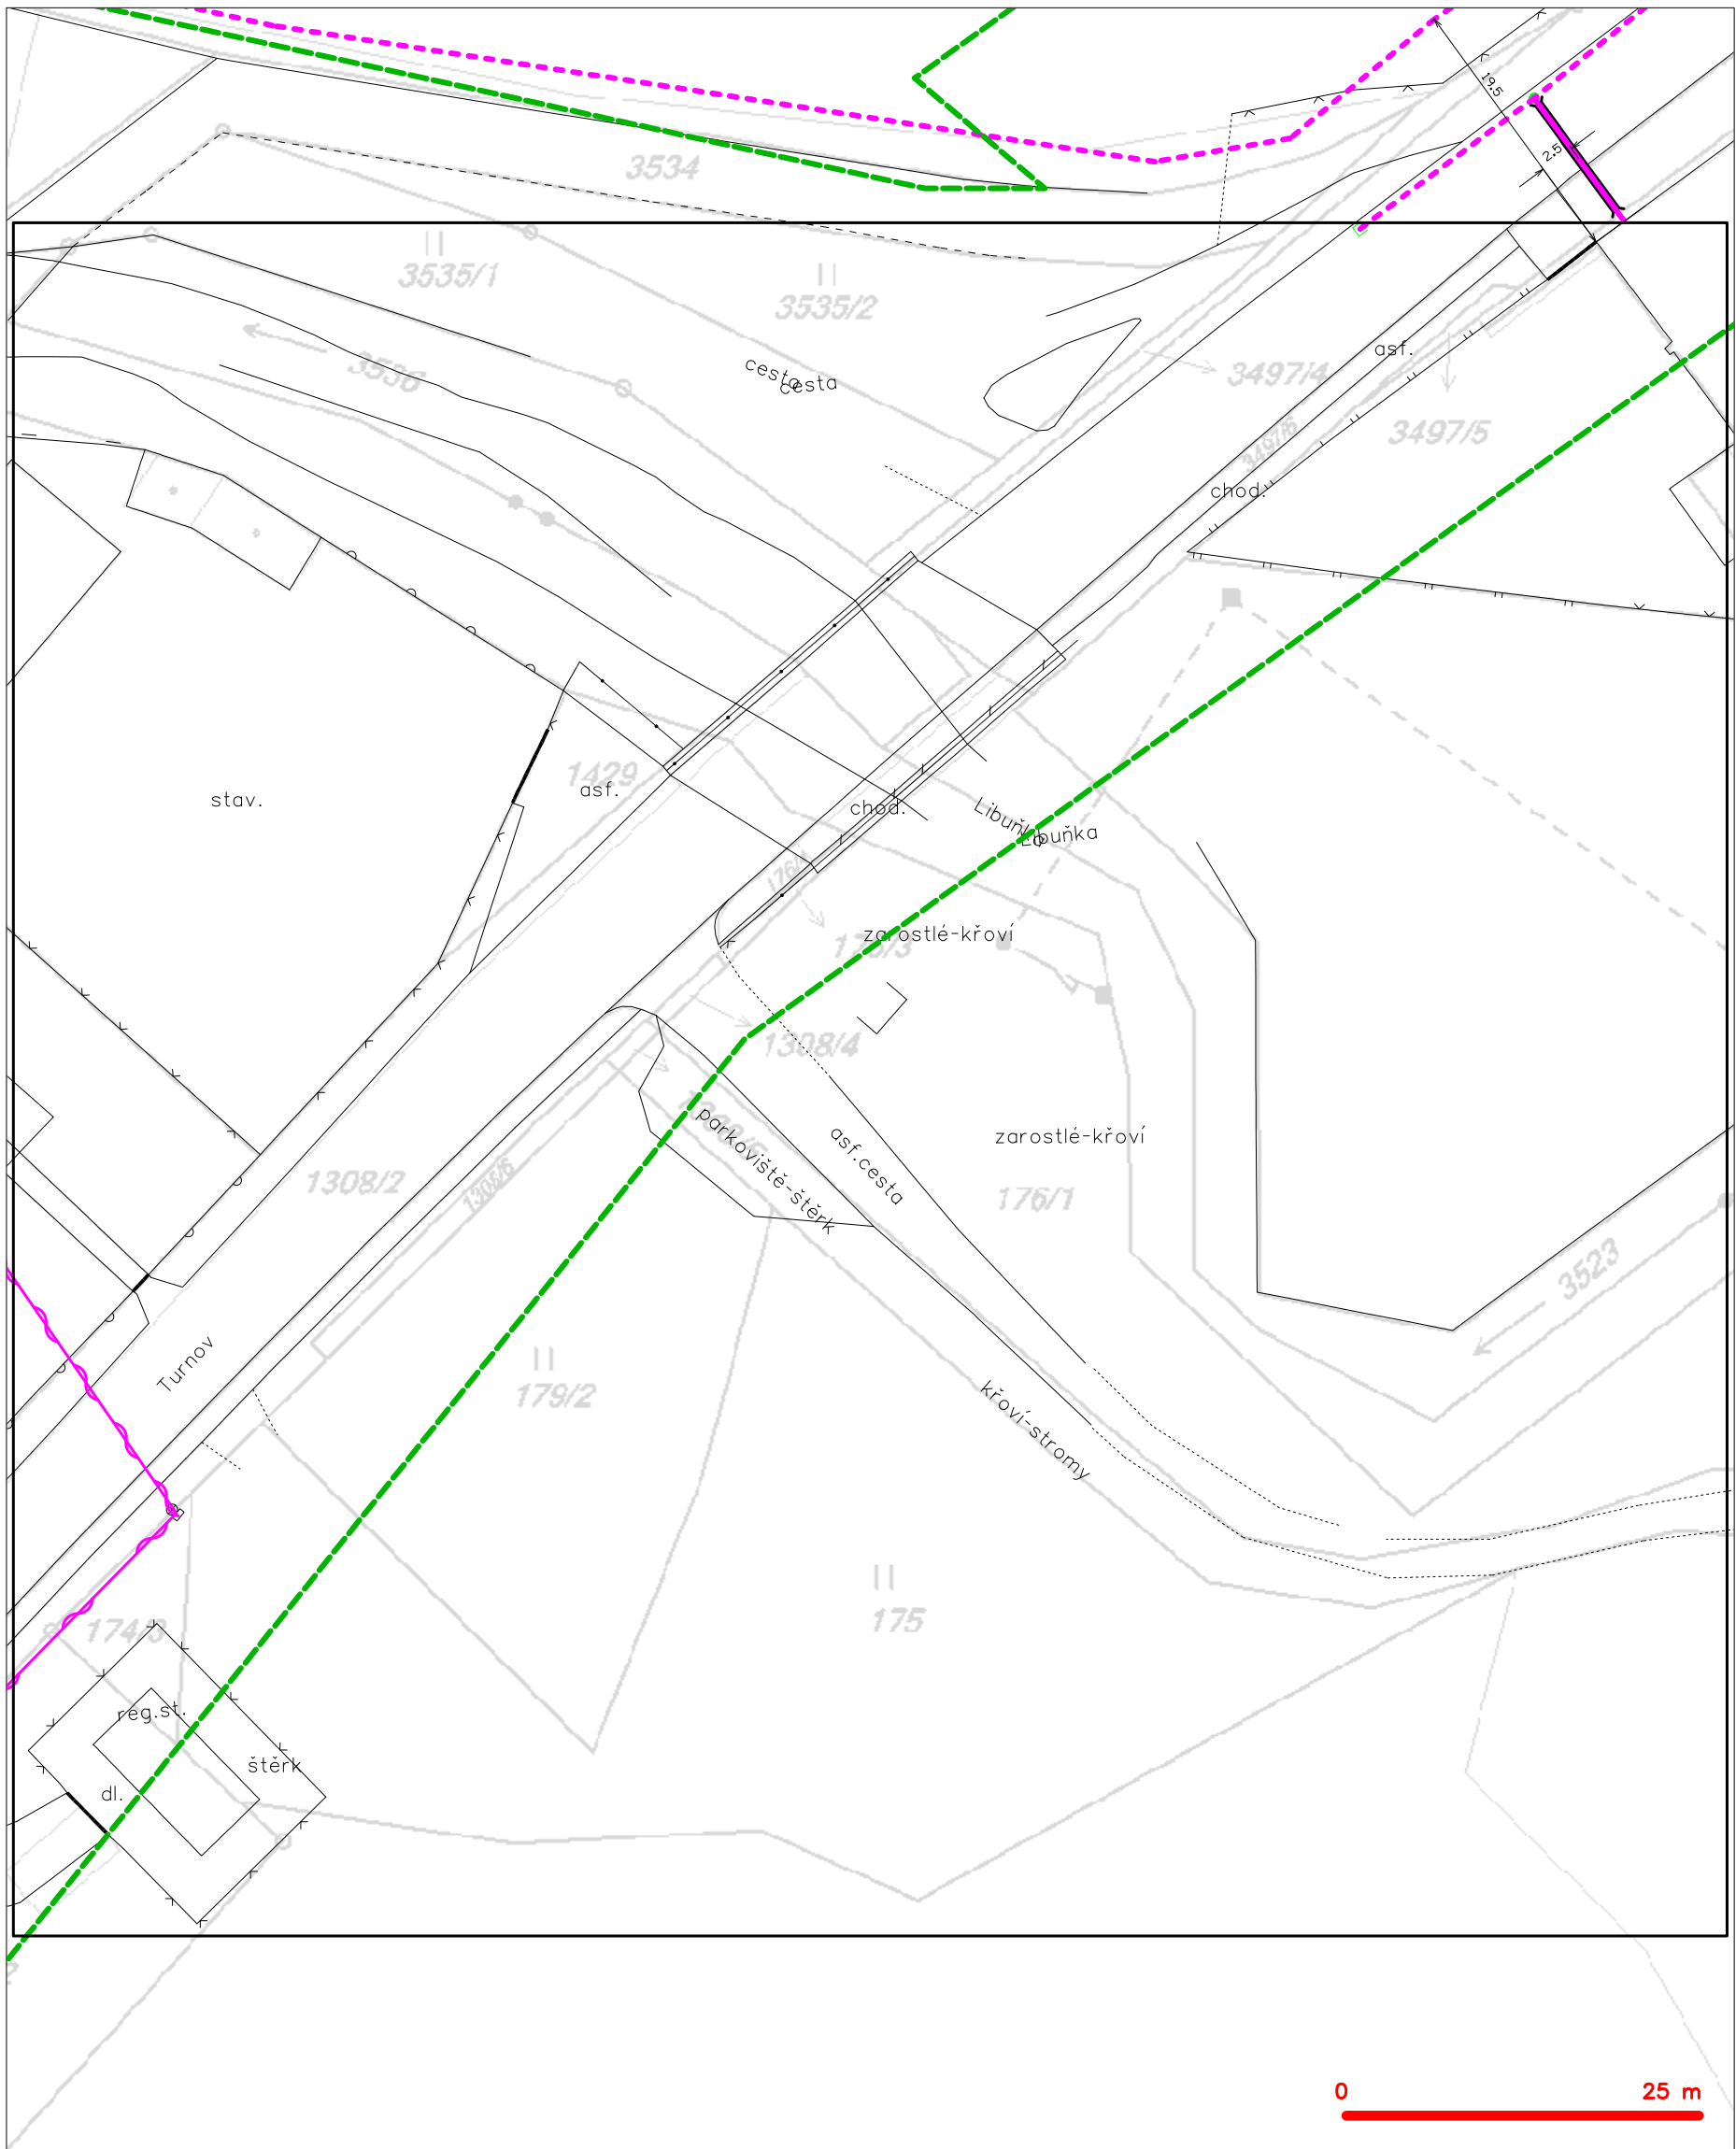 19.5
2.5
3534
3535/1
3535/2
3536
cesta
cesta
asf.
3497/4
3497/5
3497/6
chod.
1429
asf.
stav.
chod.
Libuňka
Libuňka
zarostlé-křoví
176/3
1308/4
parkoviště-štěrk
asf.cesta
zarostlé-křoví
176/1
1308/2
1308/6
3523
Turnov
179/2
křoví-stromy
175
174/3
reg.st.
štěrk
dl.
0 25 m